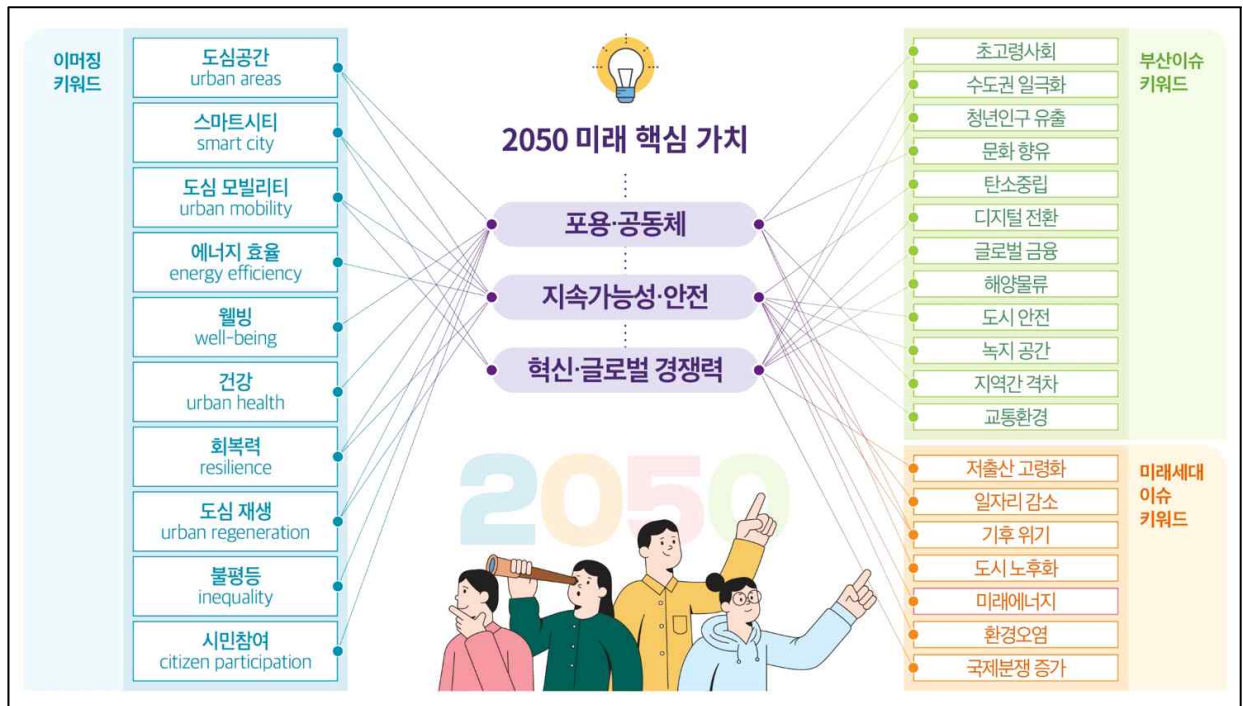 이머징
키워드
도심공간
urban areas
스마트시티
smart city
도심 모빌리티
urban mobility
에너지 효율
energy efficiency
웰빙
well-being
건강
urban health
회복력
resilience
도심 재생
urban regeneration
불평등
inequality
시민참여
citizen participation
2050 미래 핵심 가치
포용·공동체
지속가능성·안전
혁신·글로벌 경쟁력
2050
부산이슈
키워드
초고령사회
수도권 일극화
청년인구 유출
문화 향유
탄소중립
디지털 전환
글로벌 금융
해양물류
도시 안전
녹지 공간
지역간 격차
교통환경
미래세대
이슈
키워드
저출산 고령화
일자리 감소
기후 위기
도시 노후화
미래에너지
환경오염
국제분쟁 증가